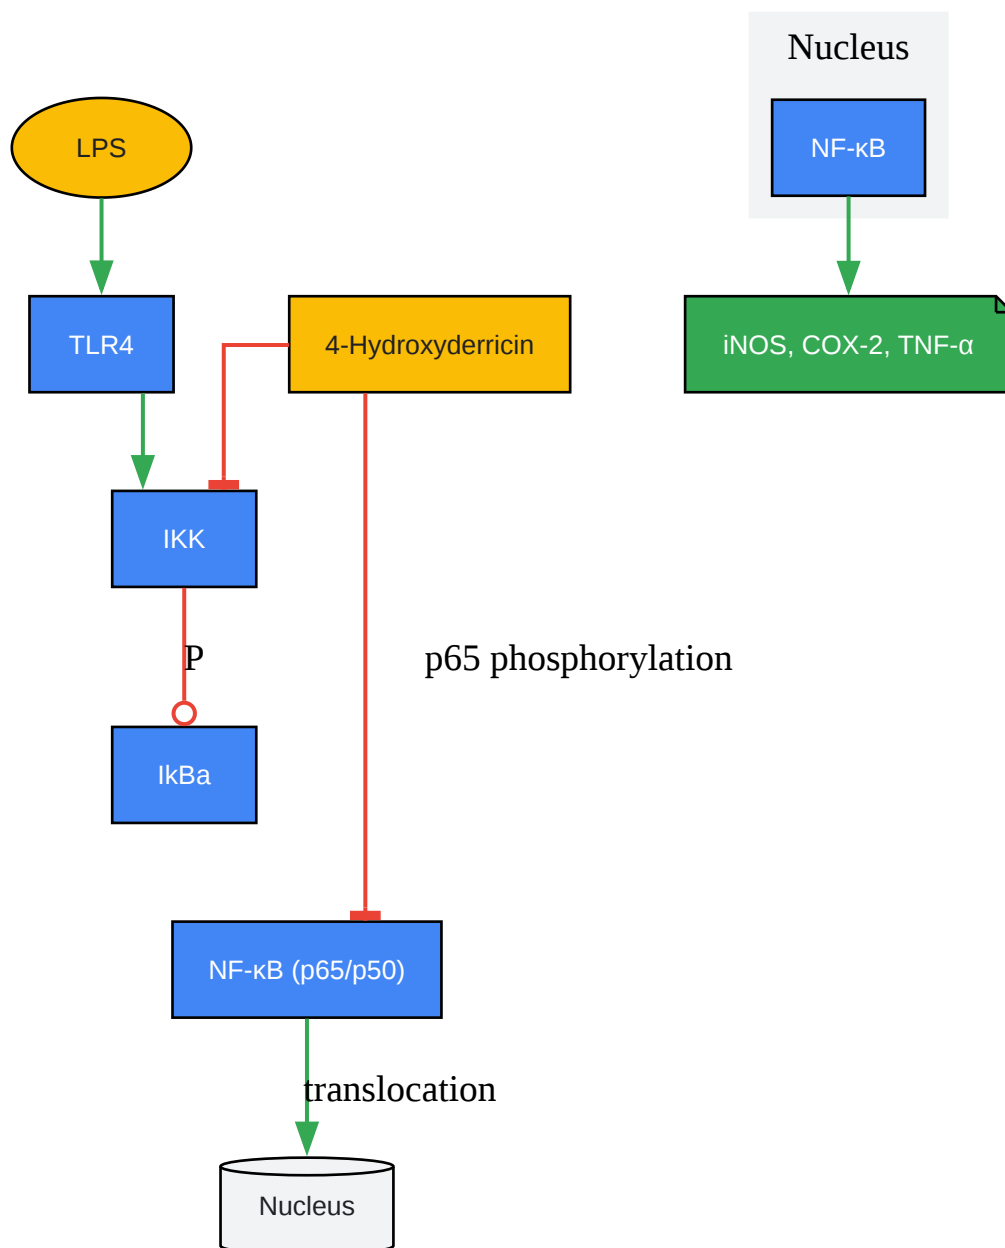 Nucleus
LPS
NF-κB
TLR4
4-Hydroxyderricin
iNOS, COX-2, TNF-α
IKK
P
p65 phosphorylation
IkBa
NF-κB (p65/p50)
translocation
Nucleus